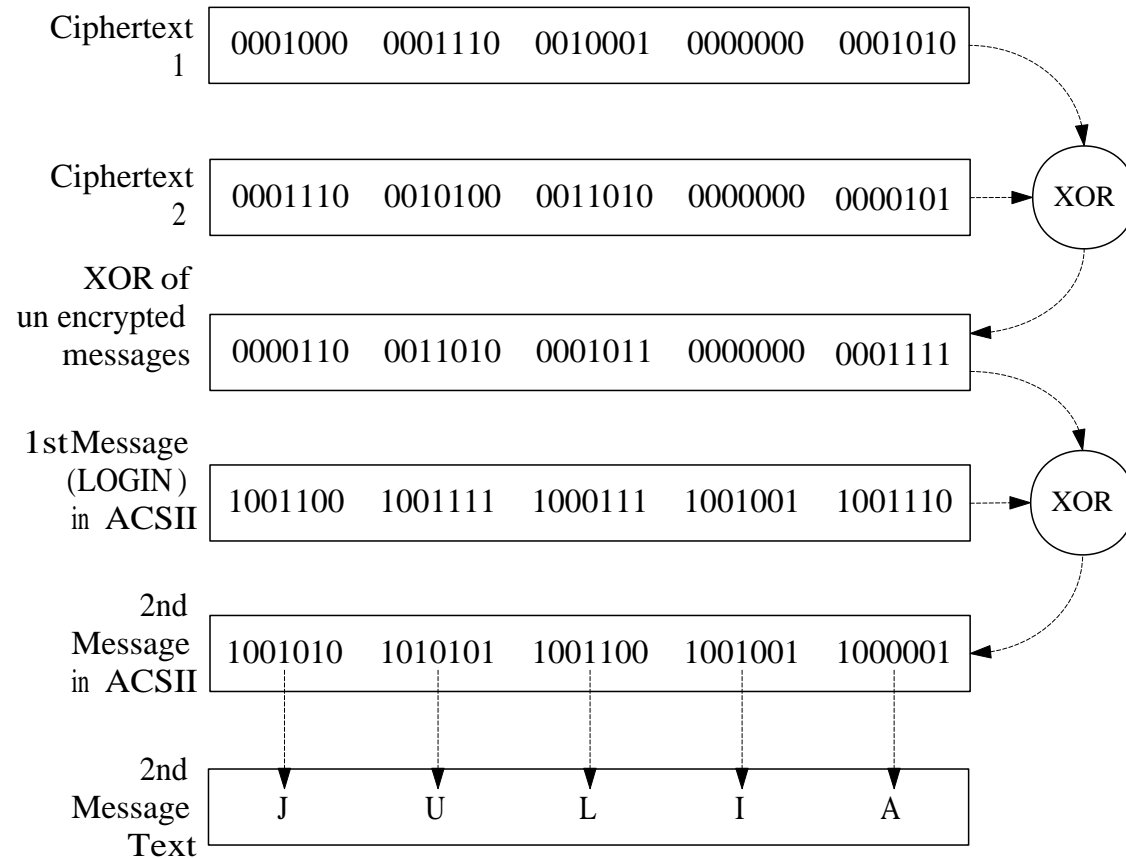 Ciphertext
1
0001000 0001110 0010001 0000000 0001010
Ciphertext
2
0001110 0010100 0011010 0000000 0000101
XOR
XOR of
un encrypted
messages
0000110 0011010 0001011 0000000 0001111
1st Message
(LOGIN)
in ACSII
1001100 1001111 1000111 1001001 1001110
XOR
2nd
Message
in ACSII
1001010 1010101 1001100 1001001 1000001
2nd
Message
Text
J U L I A